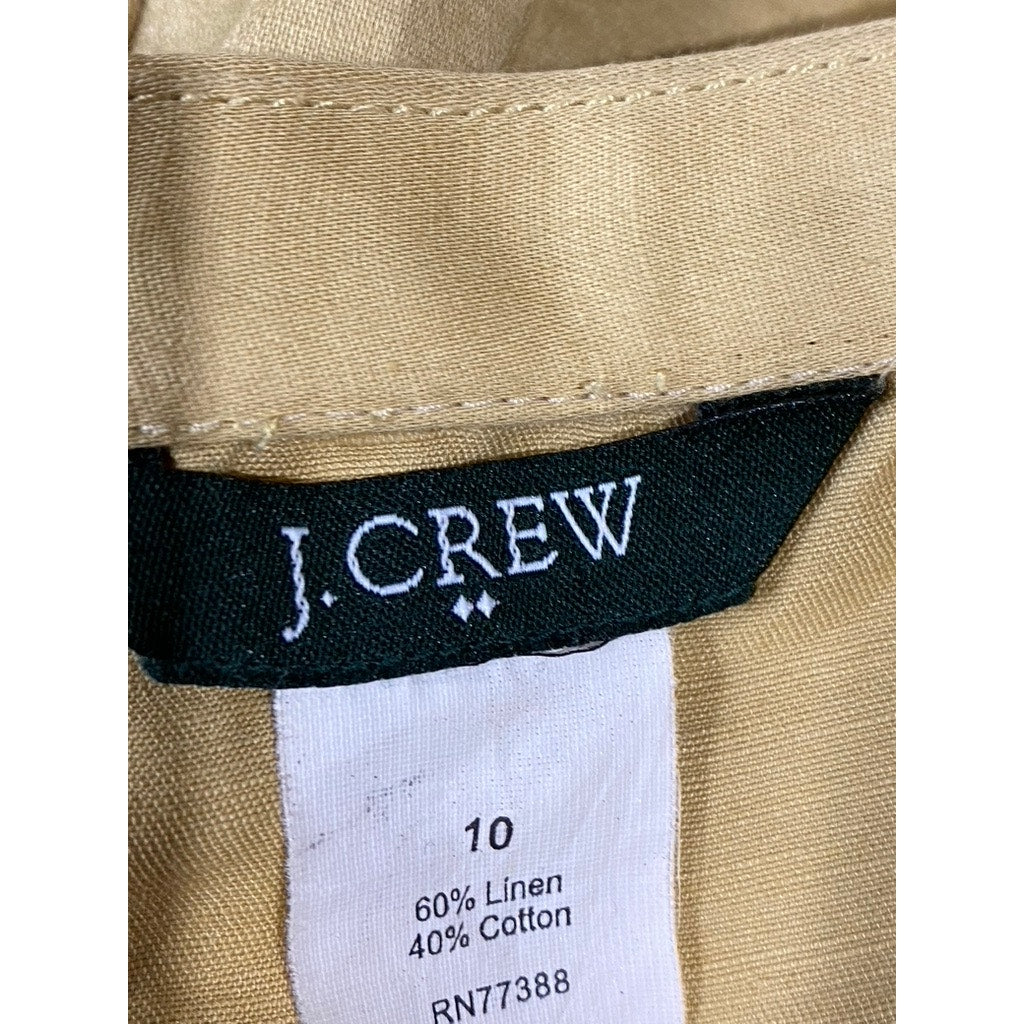 J.CREW
10
60% Linen
40% Cotton
RN77388